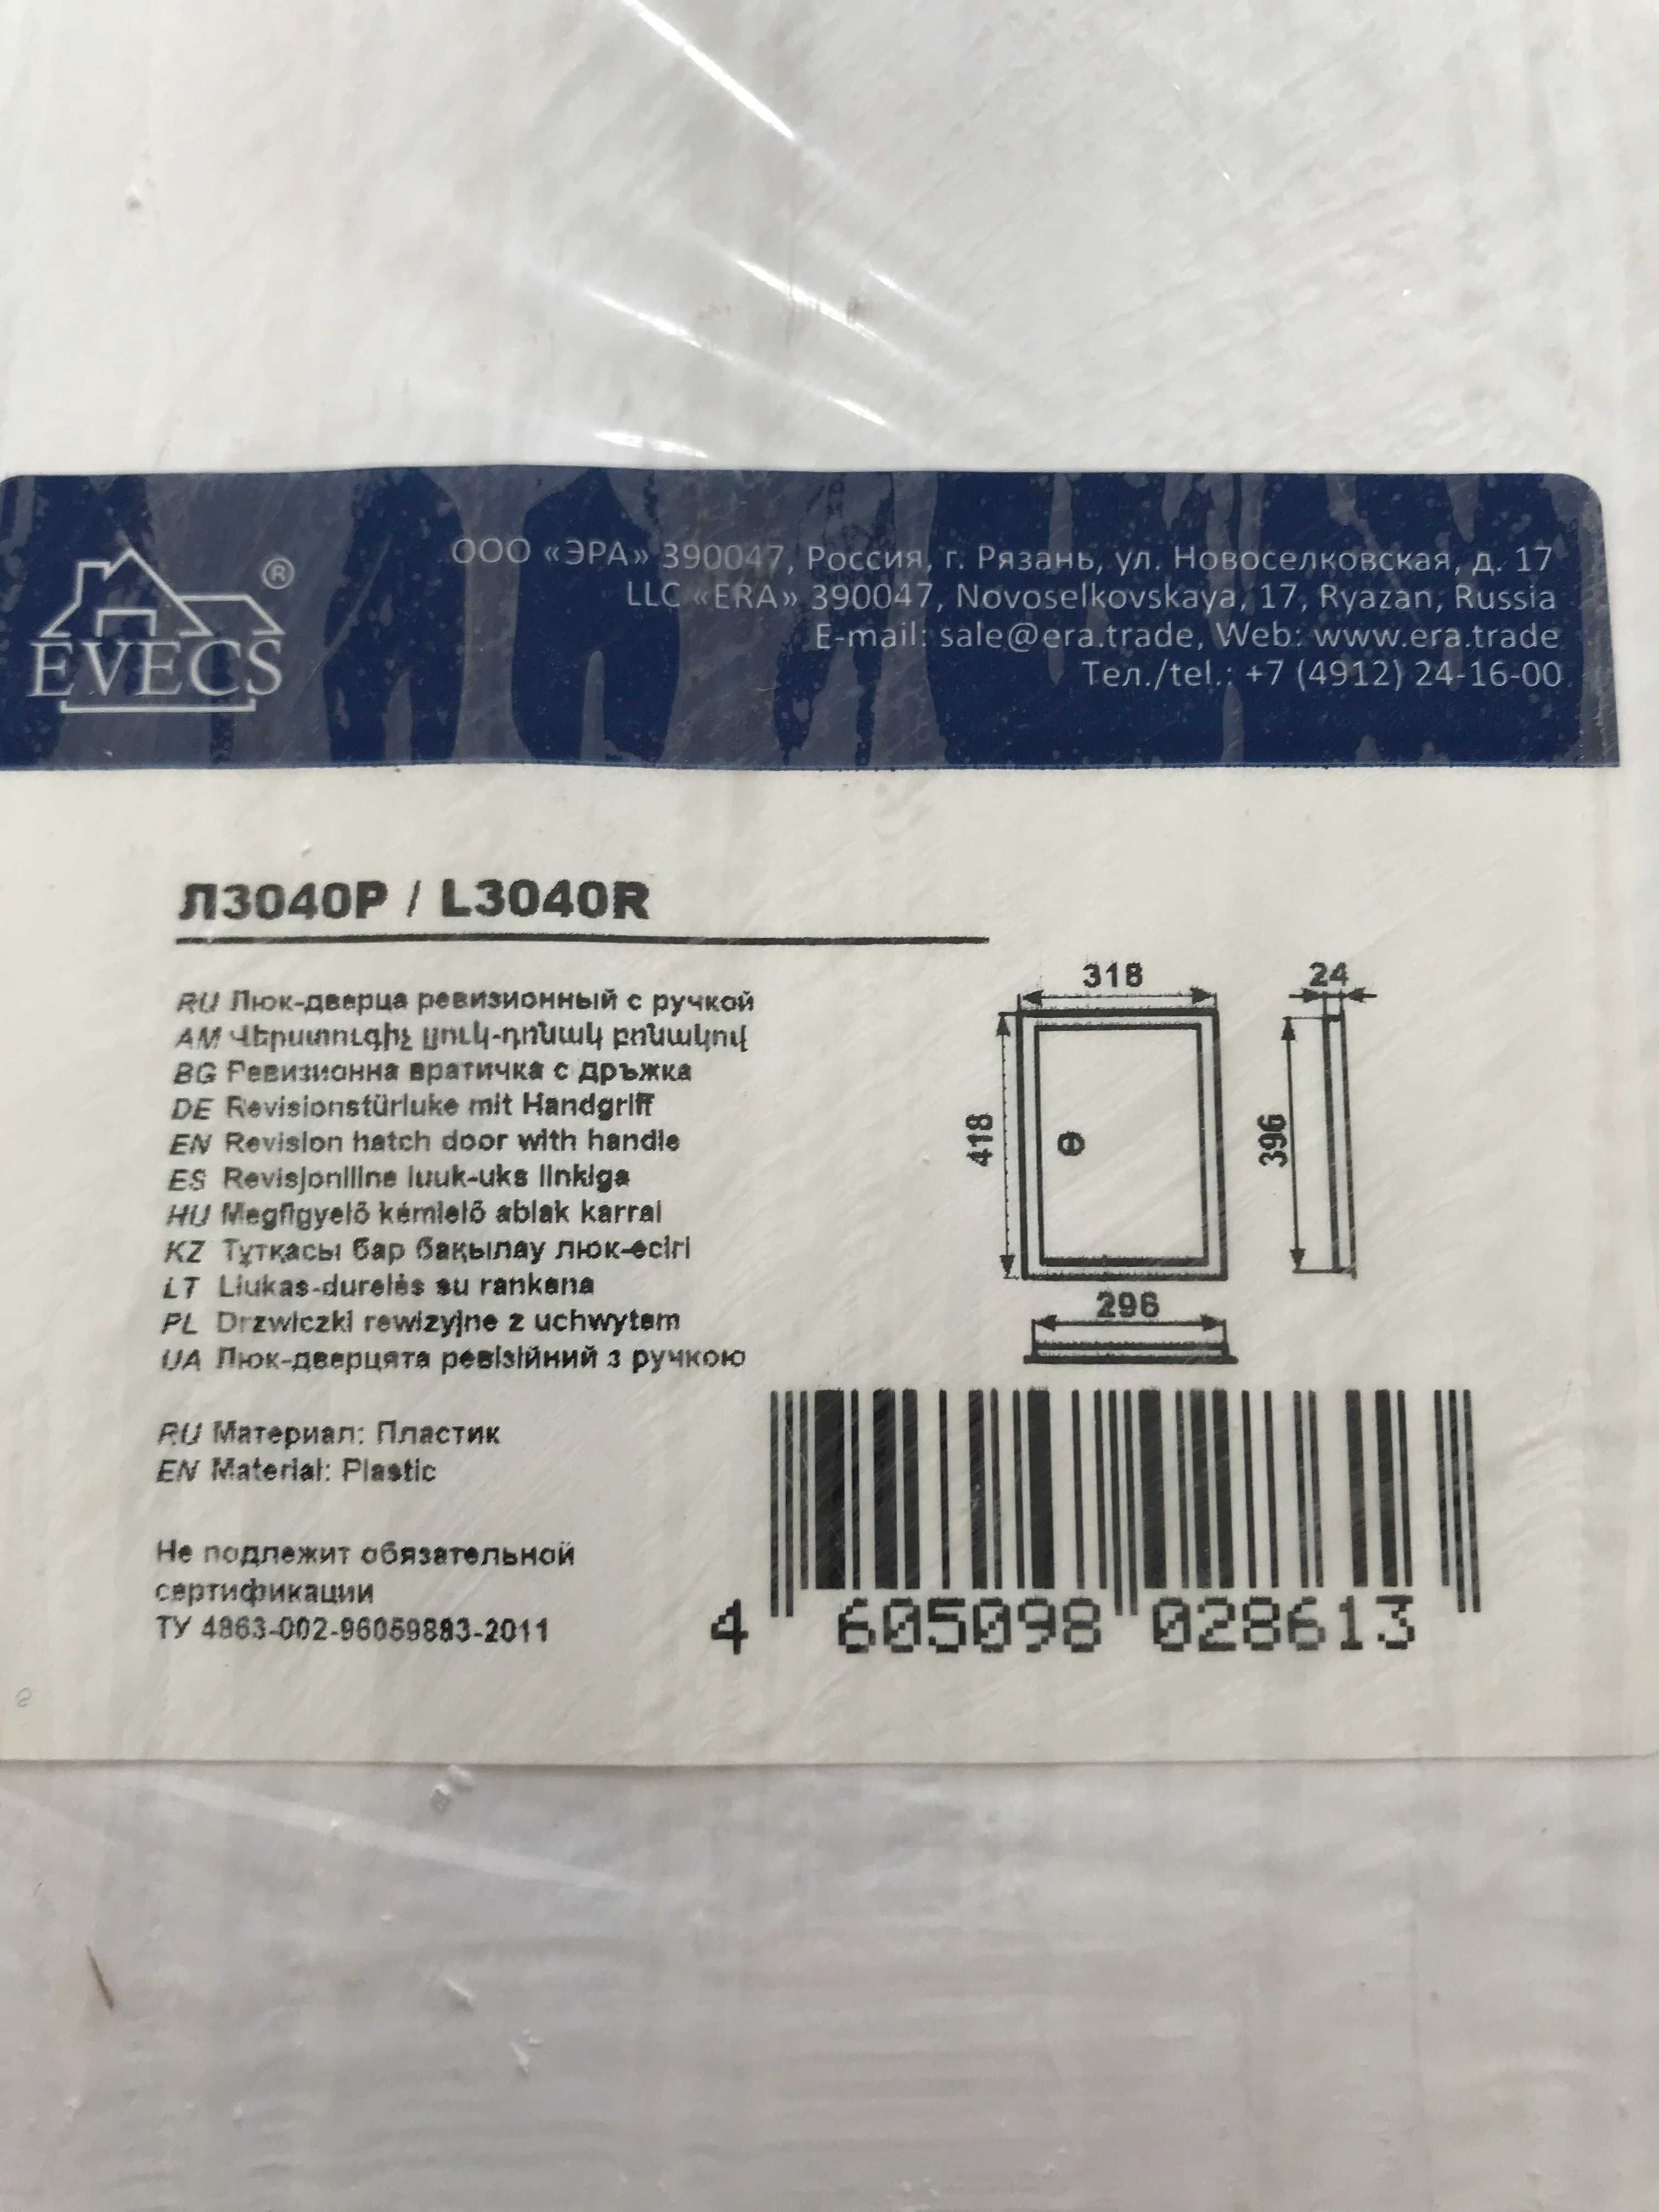 EVECS ®
ООО «ЭРА» 390047, Россия, г. Рязань, ул. Новоселковская, д. 17
LLC «ERA» 390047, Novoselkovskaya, 17, Ryazan, Russia
E-mail: sale@era.trade, Web: www.era.trade
Тел./tel.: +7 (4912) 24-16-00
Л3040Р / L3040R
RU Люк-дверца ревизионный с ручкой
AM Վերստուգիչ լյուկ-դռնակ բռնակով
BG Ревизионна вратичка с дръжка
DE Revisionstürluke mit Handgriff
EN Revision hatch door with handle
ES Revisjoniline luuk-uks linkiga
HU Megfigyelő kémlelő ablak karral
KZ Тұтқасы бар бақылау люк-есігі
LT Liukas-durelės su rankena
PL Drzwiczki rewizyjne z uchwytem
UA Люк-дверцята ревізійний з ручкою
318
24
418
396
296
RU Материал: Пластик
EN Material: Plastic
Не подлежит обязательной
сертификации
ТУ 4863-002-96059883-2011
4 605098 028613